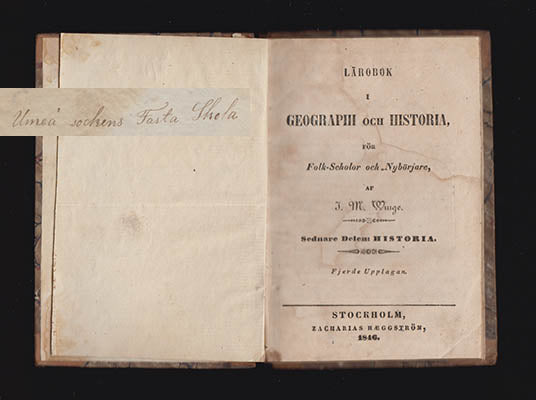 Umeå sockens Fasta Skola
LÄROBOK
I
GEOGRAPHI OCH HISTORIA,
FÖR
Folk-Scholor och Nybörjare,
AF
J. M. Winge.
Sednare Delen: HISTORIA.
Fjerde Upplagan.
STOCKHOLM,
ZACHARIAS HÆGGSTRÖM,
1846.